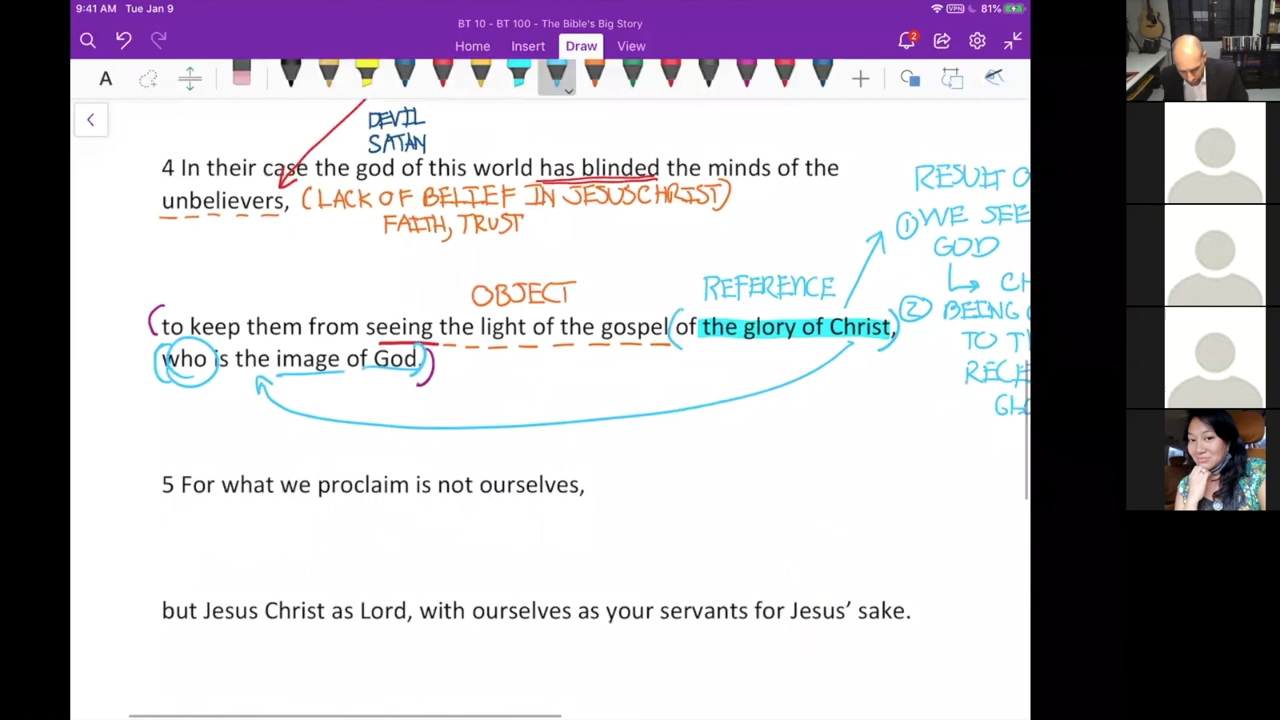 9:41 AM Tue Jan 9
VPN 81%
BT 10 - BT 100 - The Bible's Big Story
Home Insert Draw View
2
A
DEVIL
SATAN
4 In their case the god of this world has blinded the minds of the
unbelievers, (LACK OF BELIEF IN JESUS CHRIST)
FAITH, TRUST
RESULT O
① WE SEE
GOD
CH
OBJECT
REFERENCE
② BEING
TO T
RECE
GLO
(to keep them from seeing the light of the gospel (of the glory of Christ),
(who is the image of God.)
5 For what we proclaim is not ourselves,
but Jesus Christ as Lord, with ourselves as your servants for Jesus’ sake.